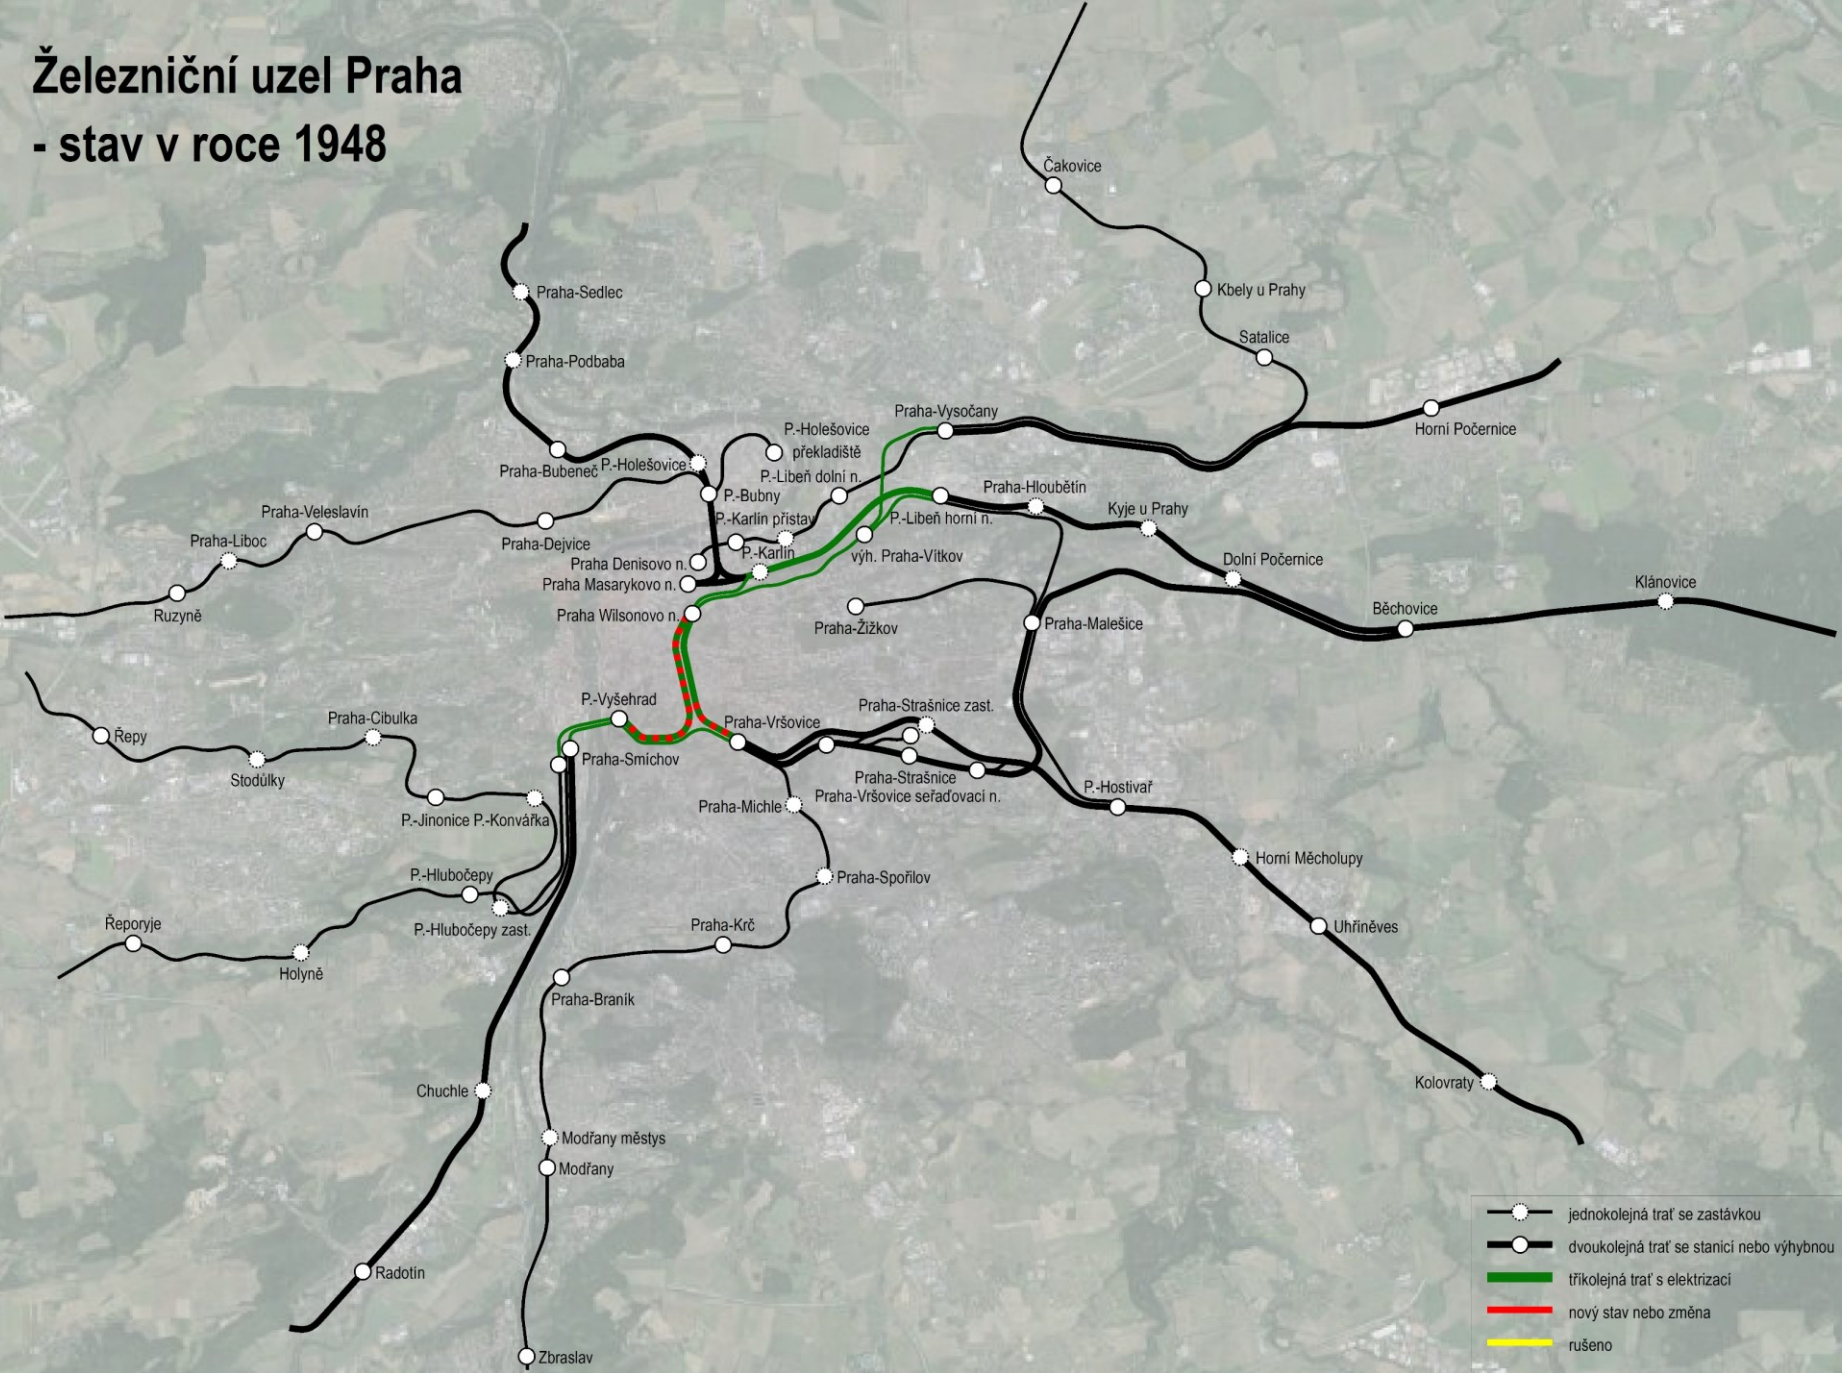 Železniční uzel Praha
- stav v roce 1948
Čakovice
Praha-Sedlec
Kbely u Prahy
Satalice
Praha-Podbaba
Praha-Vysočany
Horní Počernice
P.-Holešovice
překladiště
Praha-Bubeneč
P.-Holešovice
P.-Libeň dolní n.
P.-Bubny
Praha-Hloubětín
Kyje u Prahy
Praha-Veleslavín
P.-Karlín přístav
P.-Libeň horní n.
Praha-Liboc
Praha-Dejvice
P.-Karlín
výh. Praha-Vítkov
Praha Denisovo n.
Dolní Počernice
Praha Masarykovo n.
Klánovice
Ruzyně
Praha Wilsonovo n.
Praha-Žižkov
Praha-Malešice
Běchovice
P.-Vyšehrad
Praha-Strašnice zast.
Praha-Cibulka
Praha-Vršovice
Řepy
Praha-Smíchov
Stodůlky
Praha-Strašnice
Praha-Vršovice seřaďovací n.
P.-Hostivař
Praha-Michle
P.-Jinonice
P.-Konvářka
Horní Měcholupy
P.-Hlubočepy
Praha-Spořilov
Řeporyje
P.-Hlubočepy zast.
Praha-Krč
Uhříněves
Holyně
Praha-Braník
Chuchle
Kolovraty
Modřany městys
Modřany
Radotín
Zbraslav
jednokolejná trať se zastávkou
dvoukolejná trať se stanicí nebo výhybnou
tříkolejná trať s elektrizací
nový stav nebo změna
rušeno